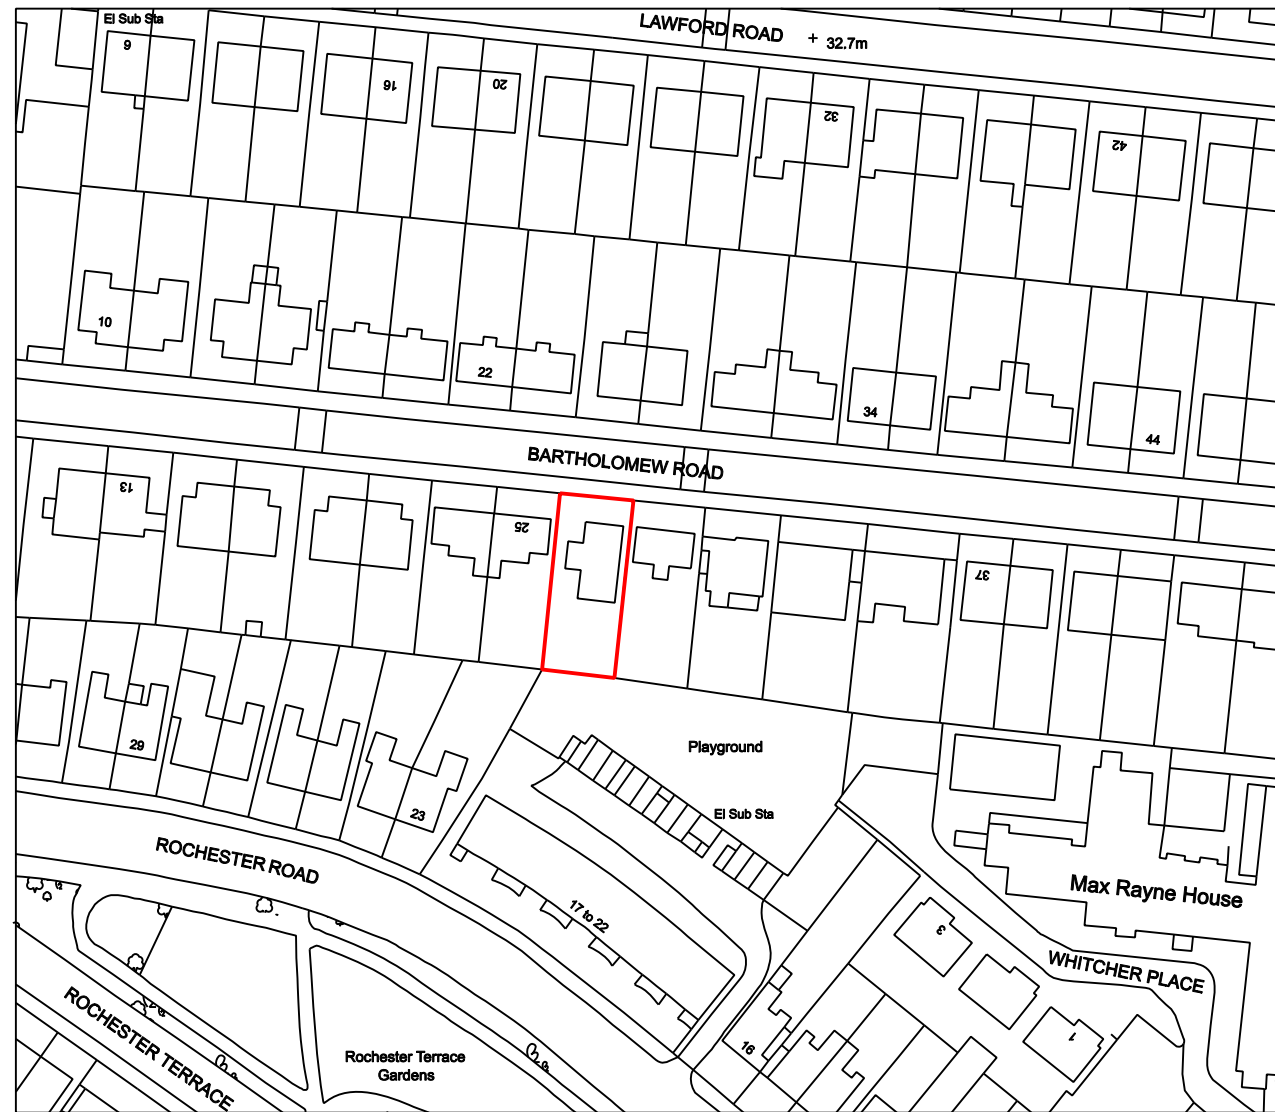 El Sub Sta
LAWFORD ROAD
+ 32.7m
9
16
20
32
42
10
22
34
44
BARTHOLOMEW ROAD
13
25
37
Playground
29
El Sub Sta
23
ROCHESTER ROAD
Max Rayne House
17 to 22
3
WHITCHER PLACE
ROCHESTER TERRACE
1
16
Rochester Terrace
Gardens